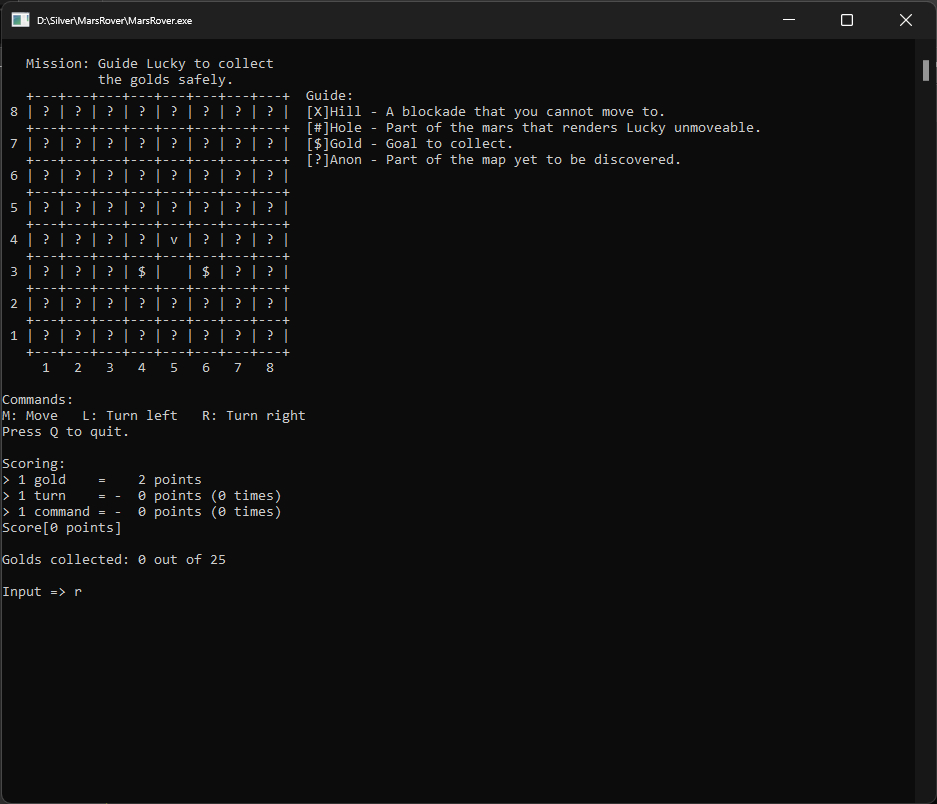 D:\Silver\MarsRover\MarsRover.exe
   Mission: Guide Lucky to collect
            the golds safely.
   +---+---+---+---+---+---+---+---+  Guide:
 8 | ? | ? | ? | ? | ? | ? | ? | ? |  [X]Hill - A blockade that you cannot move to.
   +---+---+---+---+---+---+---+---+  [#]Hole - Part of the mars that renders Lucky unmoveable.
 7 | ? | ? | ? | ? | ? | ? | ? | ? |  [$]Gold - Goal to collect.
   +---+---+---+---+---+---+---+---+  [?]Anon - Part of the map yet to be discovered.
 6 | ? | ? | ? | ? | ? | ? | ? | ? |
   +---+---+---+---+---+---+---+---+
 5 | ? | ? | ? | ? | ? | ? | ? | ? |
   +---+---+---+---+---+---+---+---+
 4 | ? | ? | ? | ? | v | ? | ? | ? |
   +---+---+---+---+---+---+---+---+
 3 | ? | ? | ? | $ |   | $ | ? | ? |
   +---+---+---+---+---+---+---+---+
 2 | ? | ? | ? | ? | ? | ? | ? | ? |
   +---+---+---+---+---+---+---+---+
 1 | ? | ? | ? | ? | ? | ? | ? | ? |
   +---+---+---+---+---+---+---+---+
     1   2   3   4   5   6   7   8
Commands:
M: Move   L: Turn left   R: Turn right
Press Q to quit.
Scoring:
> 1 gold    =    2 points
> 1 turn    = -  0 points (0 times)
> 1 command = -  0 points (0 times)
Score[0 points]
Golds collected: 0 out of 25
Input => r